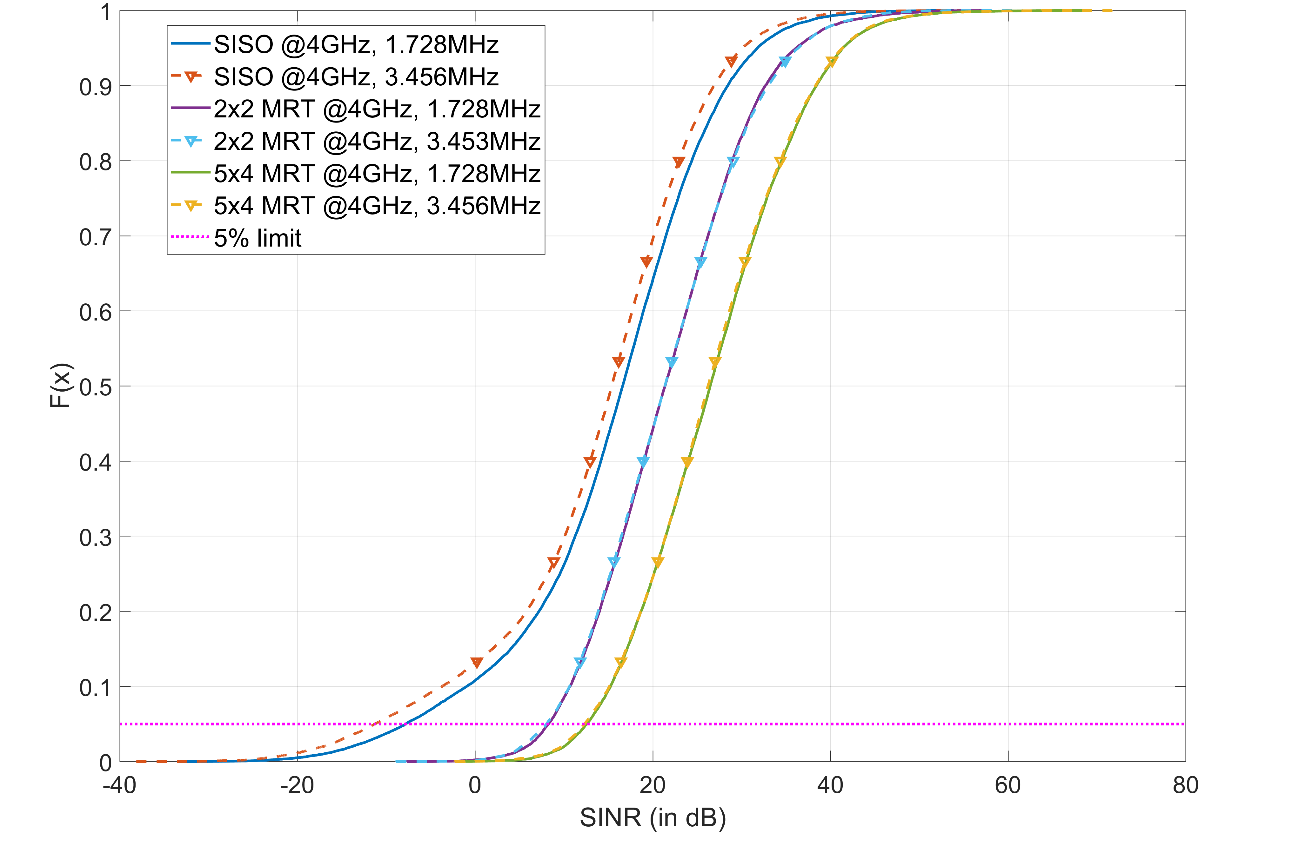 1
0.9
0.8
0.7
0.6
0.5
0.4
0.3
0.2
0.1
0
F(x)
SISO @4GHz, 1.728MHz
SISO @4GHz, 3.456MHz
2x2 MRT @4GHz, 1.728MHz
2x2 MRT @4GHz, 3.453MHz
5x4 MRT @4GHz, 1.728MHz
5x4 MRT @4GHz, 3.456MHz
5% limit
-40 -20 0 20 40 60 80
SINR (in dB)